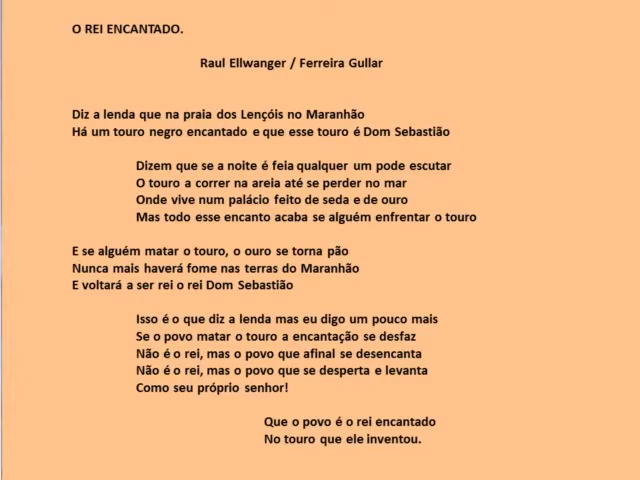 O REI ENCANTADO.
Raul Ellwanger / Ferreira Gullar
Diz a lenda que na praia dos Lençóis no Maranhão
Há um touro negro encantado e que esse touro é Dom Sebastião
Dizem que se a noite é feia qualquer um pode escutar
O touro a correr na areia até se perder no mar
Onde vive num palácio feito de seda e de ouro
Mas todo esse encanto acaba se alguém enfrentar o touro
E se alguém matar o touro, o ouro se torna pão
Nunca mais haverá fome nas terras do Maranhão
E voltará a ser rei o rei Dom Sebastião
Isso é o que diz a lenda mas eu digo um pouco mais
Se o povo matar o touro a encantação se desfaz
Não é o rei, mas o povo que afinal se desencanta
Não é o rei, mas o povo que se desperta e levanta
Como seu próprio senhor!
Que o povo é o rei encantado
No touro que ele inventou.